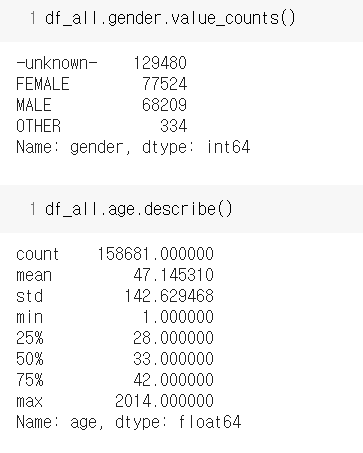 1 df_all.gender.value_counts()
-unknown- 129480
FEMALE 77524
MALE 68209
OTHER 334
Name: gender, dtype: int64
1 df_all.age.describe()
count 158681.000000
mean 47.145310
std 142.629468
min 1.000000
25% 28.000000
50% 33.000000
75% 42.000000
max 2014.000000
Name: age, dtype: float64